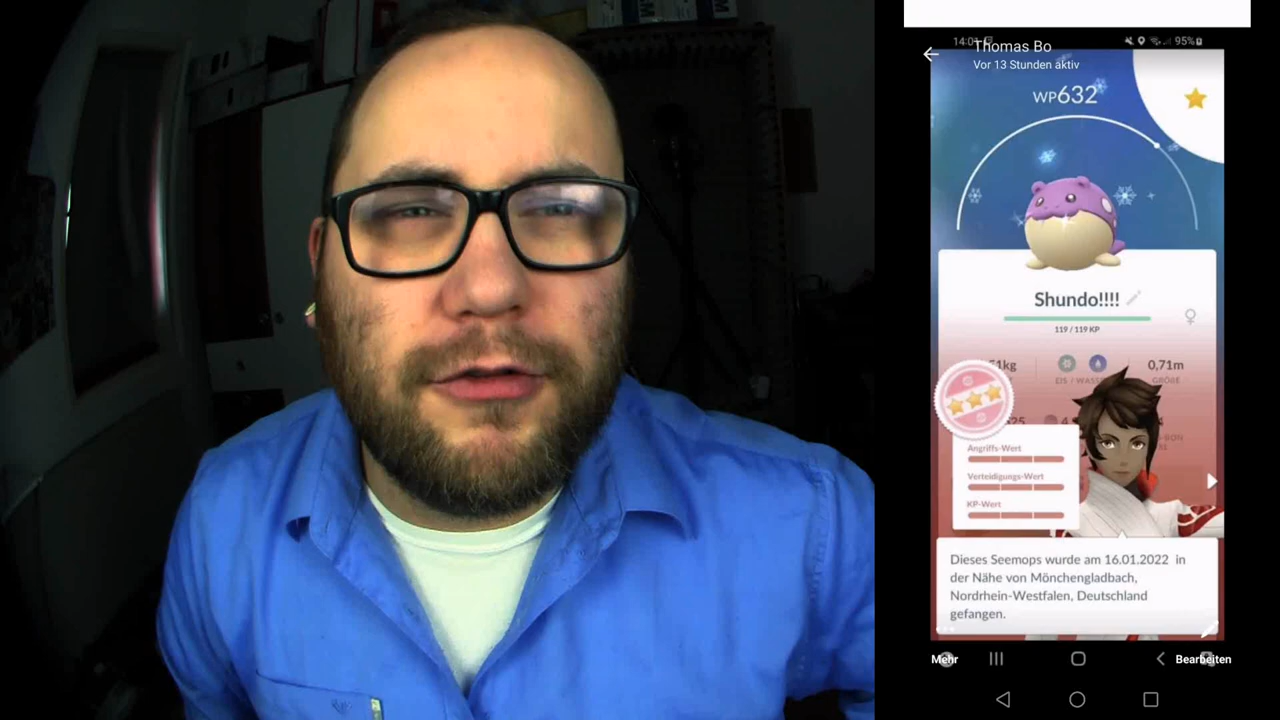 14:01
Thomas Bo
95%
Vor 13 Stunden aktiv
WP632
Shundo!!!!
119 / 119 KP
0,71m
GRÖßE
Angriffs-Wert
Verteidigungs-Wert
KP-Wert
Dieses Seemops wurde am 16.01.2022 in
der Nähe von Mönchengladbach,
Nordrhein-Westfalen, Deutschland
gefangen.
Mehr
Bearbeiten